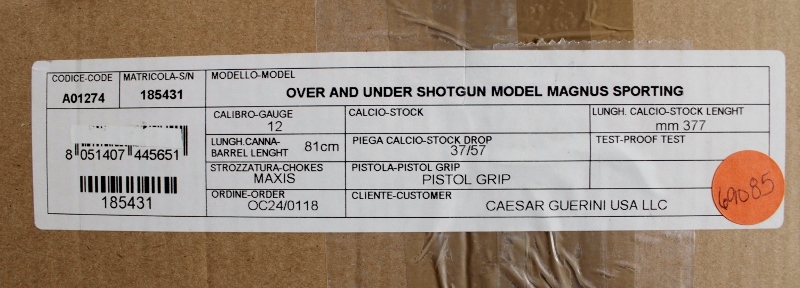 CODICE-CODE
A01274
MATRICOLA-S/N
185431
MODELLO-MODEL
OVER AND UNDER SHOTGUN MODEL MAGNUS SPORTING
8 051407 445651
185431
CALIBRO-GAUGE
12
CALCIO-STOCK
LUNGH. CALCIO-STOCK LENGHT
mm 377
LUNGH.CANNA-
BARREL LENGHT 81cm
PIEGA CALCIO-STOCK DROP
37/57
TEST-PROOF TEST
STROZZATURA-CHOKES
MAXIS
PISTOLA-PISTOL GRIP
PISTOL GRIP
ORDINE-ORDER
OC24/0118
CLIENTE-CUSTOMER
CAESAR GUERINI USA LLC
69085